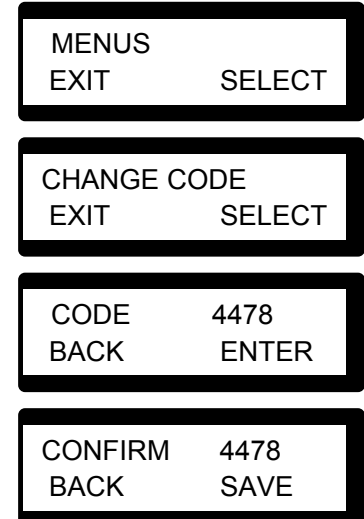 MENUS
EXIT SELECT
CHANGE CODE
EXIT SELECT
CODE 4478
BACK ENTER
CONFIRM 4478
BACK SAVE